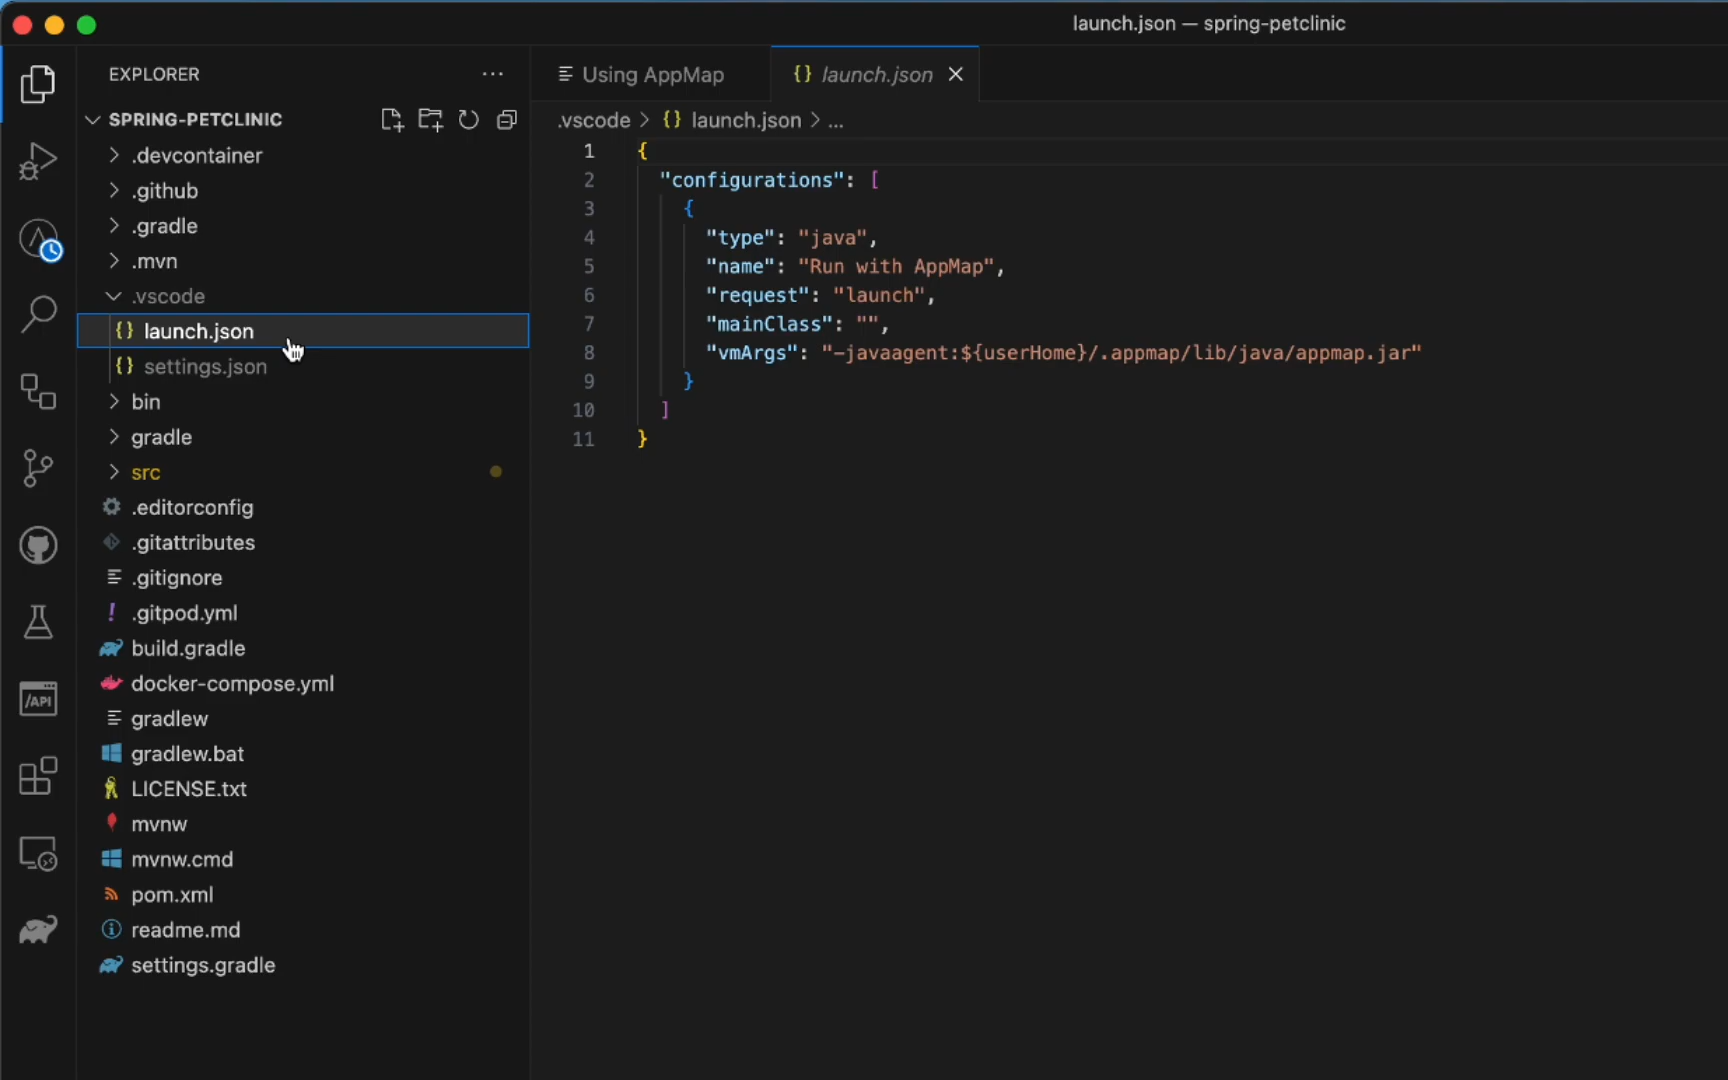 launch.json — spring-petclinic
EXPLORER
SPRING-PETCLINIC
.devcontainer
.github
.gradle
.mvn
.vscode
{} launch.json
{} settings.json
bin
gradle
src
.editorconfig
.gitattributes
.gitignore
! .gitpod.yml
build.gradle
docker-compose.yml
gradlew
gradlew.bat
LICENSE.txt
mvnw
mvnw.cmd
pom.xml
readme.md
settings.gradle
/API
Using AppMap
{} launch.json
.vscode > {} launch.json > ...
1 {
2 "configurations": [
3 {
4 "type": "java",
5 "name": "Run with AppMap",
6 "request": "launch",
7 "mainClass": "",
8 "vmArgs": "-javaagent:${userHome}/.appmap/lib/java/appmap.jar"
9 }
10 ]
11 }